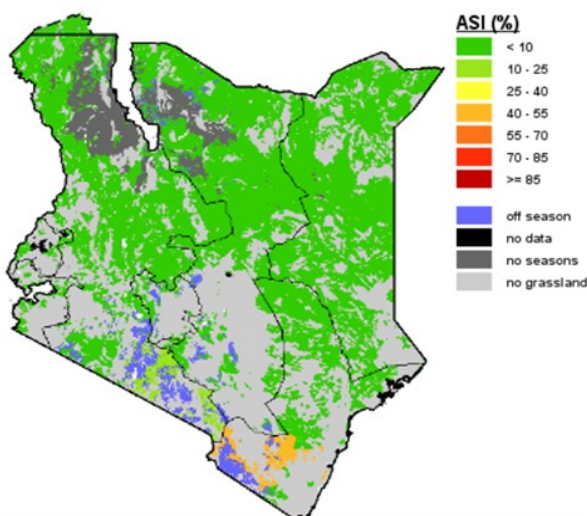 ASI (%)
< 10
10 - 25
25 - 40
40 - 55
55 - 70
70 - 85
>= 85
off season
no data
no seasons
no grassland